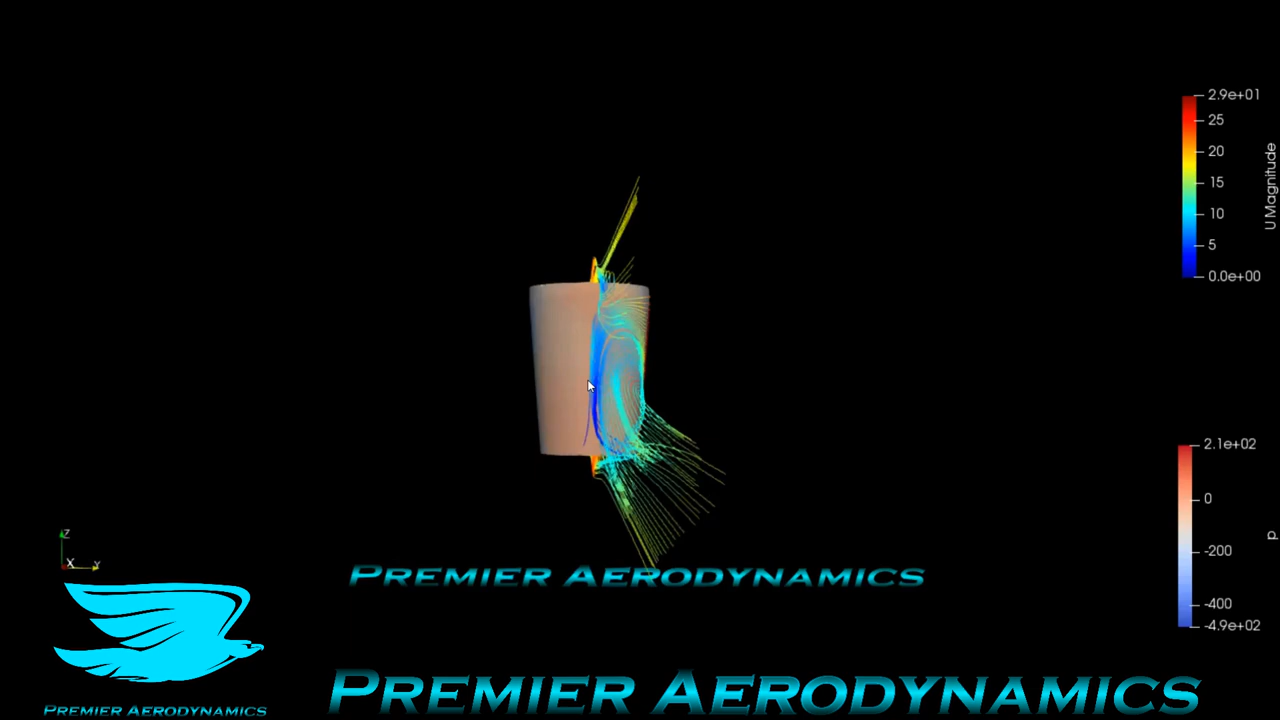 2.9e+01
25
20
15
10
5
0.0e+00
U Magnitude
2.1e+02
0
-200
-400
-4.9e+02
p
Z
X
Y
PREMIER AERODYNAMICS
PREMIER AERODYNAMICS
PREMIER AERODYNAMICS